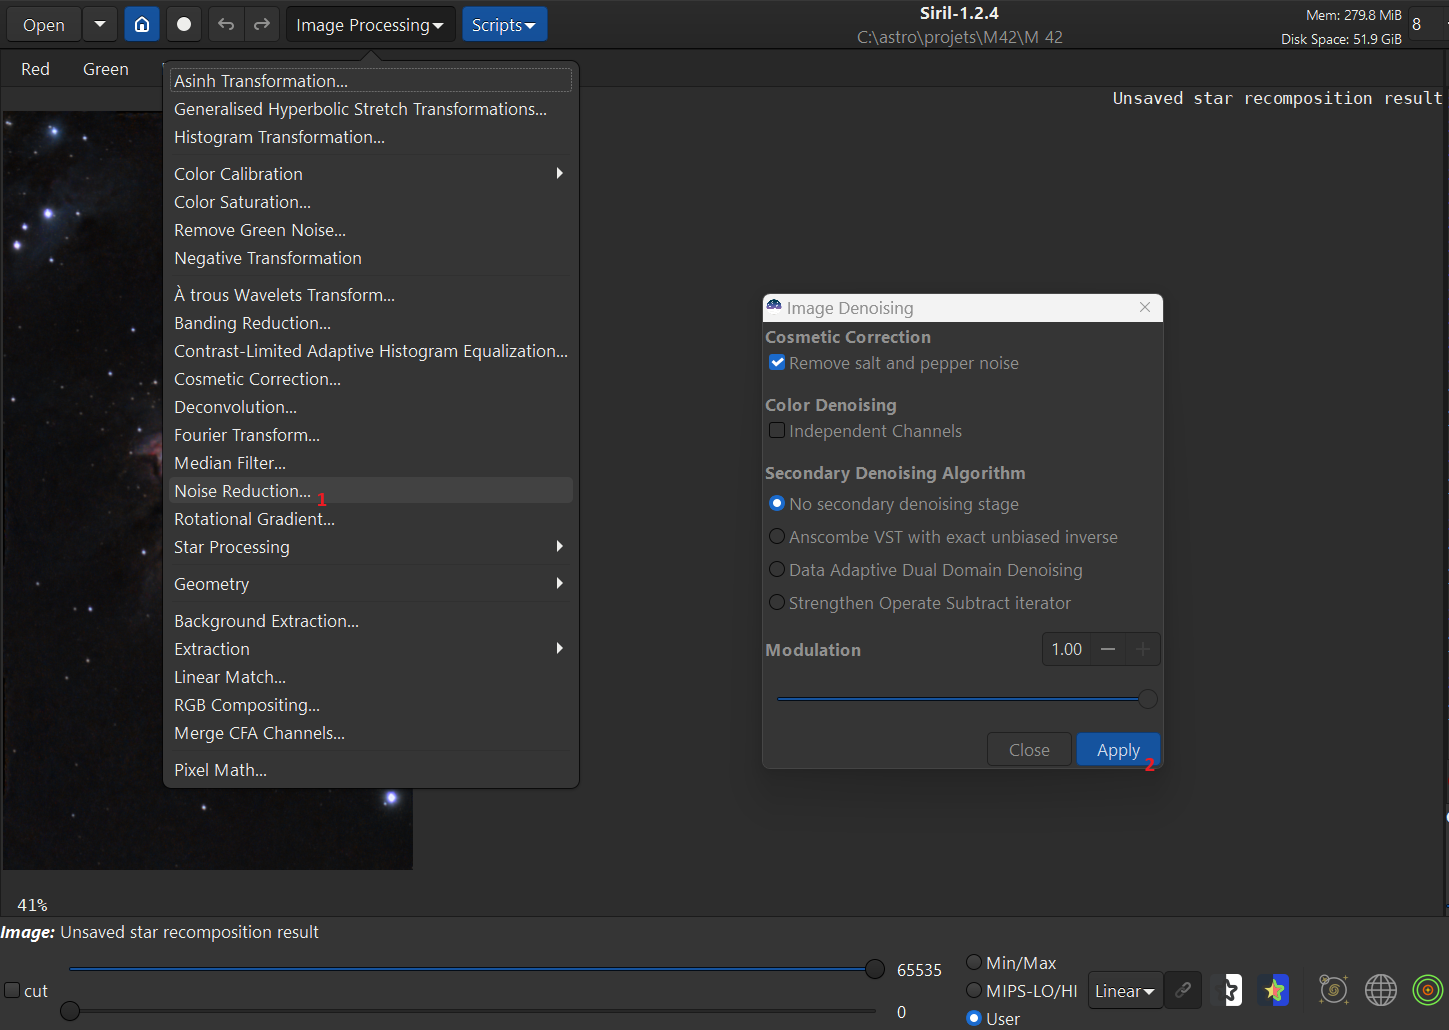 Open
Image Processing
Scripts
Siril-1.2.4
C:\astro\projets\M42\M 42
Mem: 279.8 MiB
Disk Space: 51.9 GiB
8
Red
Green
Unsaved star recomposition result
Asinh Transformation...
Generalised Hyperbolic Stretch Transformations...
Histogram Transformation...
Color Calibration
Color Saturation...
Remove Green Noise...
Negative Transformation
À trous Wavelets Transform...
Banding Reduction...
Contrast-Limited Adaptive Histogram Equalization...
Cosmetic Correction...
Deconvolution...
Fourier Transform...
Median Filter...
Noise Reduction... 1
Rotational Gradient...
Star Processing
Geometry
Background Extraction...
Extraction
Linear Match...
RGB Compositing...
Merge CFA Channels...
Pixel Math...
Image Denoising
Cosmetic Correction
Remove salt and pepper noise
Color Denoising
Independent Channels
Secondary Denoising Algorithm
No secondary denoising stage
Anscombe VST with exact unbiased inverse
Data Adaptive Dual Domain Denoising
Strengthen Operate Subtract iterator
Modulation 1.00
Close Apply 2
41%
Image: Unsaved star recomposition result
65535
cut
0
Min/Max
MIPS-LO/HI
User
Linear